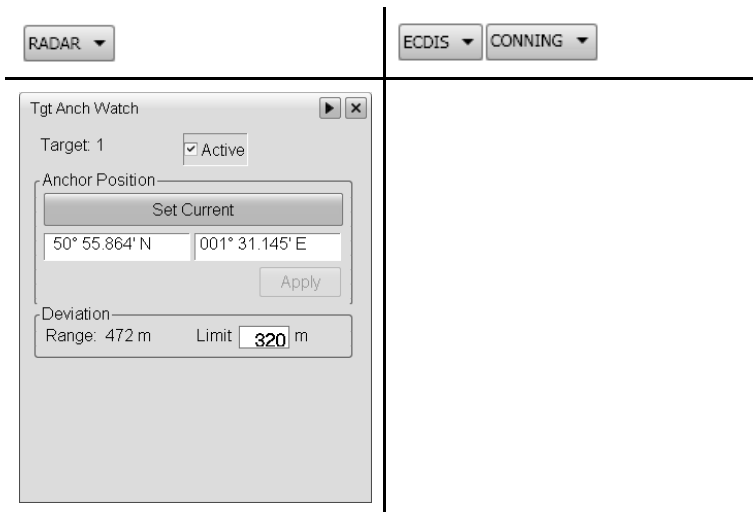 RADAR
ECDIS CONNING
Tgt Anch Watch
Target: 1 Active
Anchor Position
Set Current
50° 55.864' N 001° 31.145' E
Apply
Deviation
Range: 472 m Limit 320 m